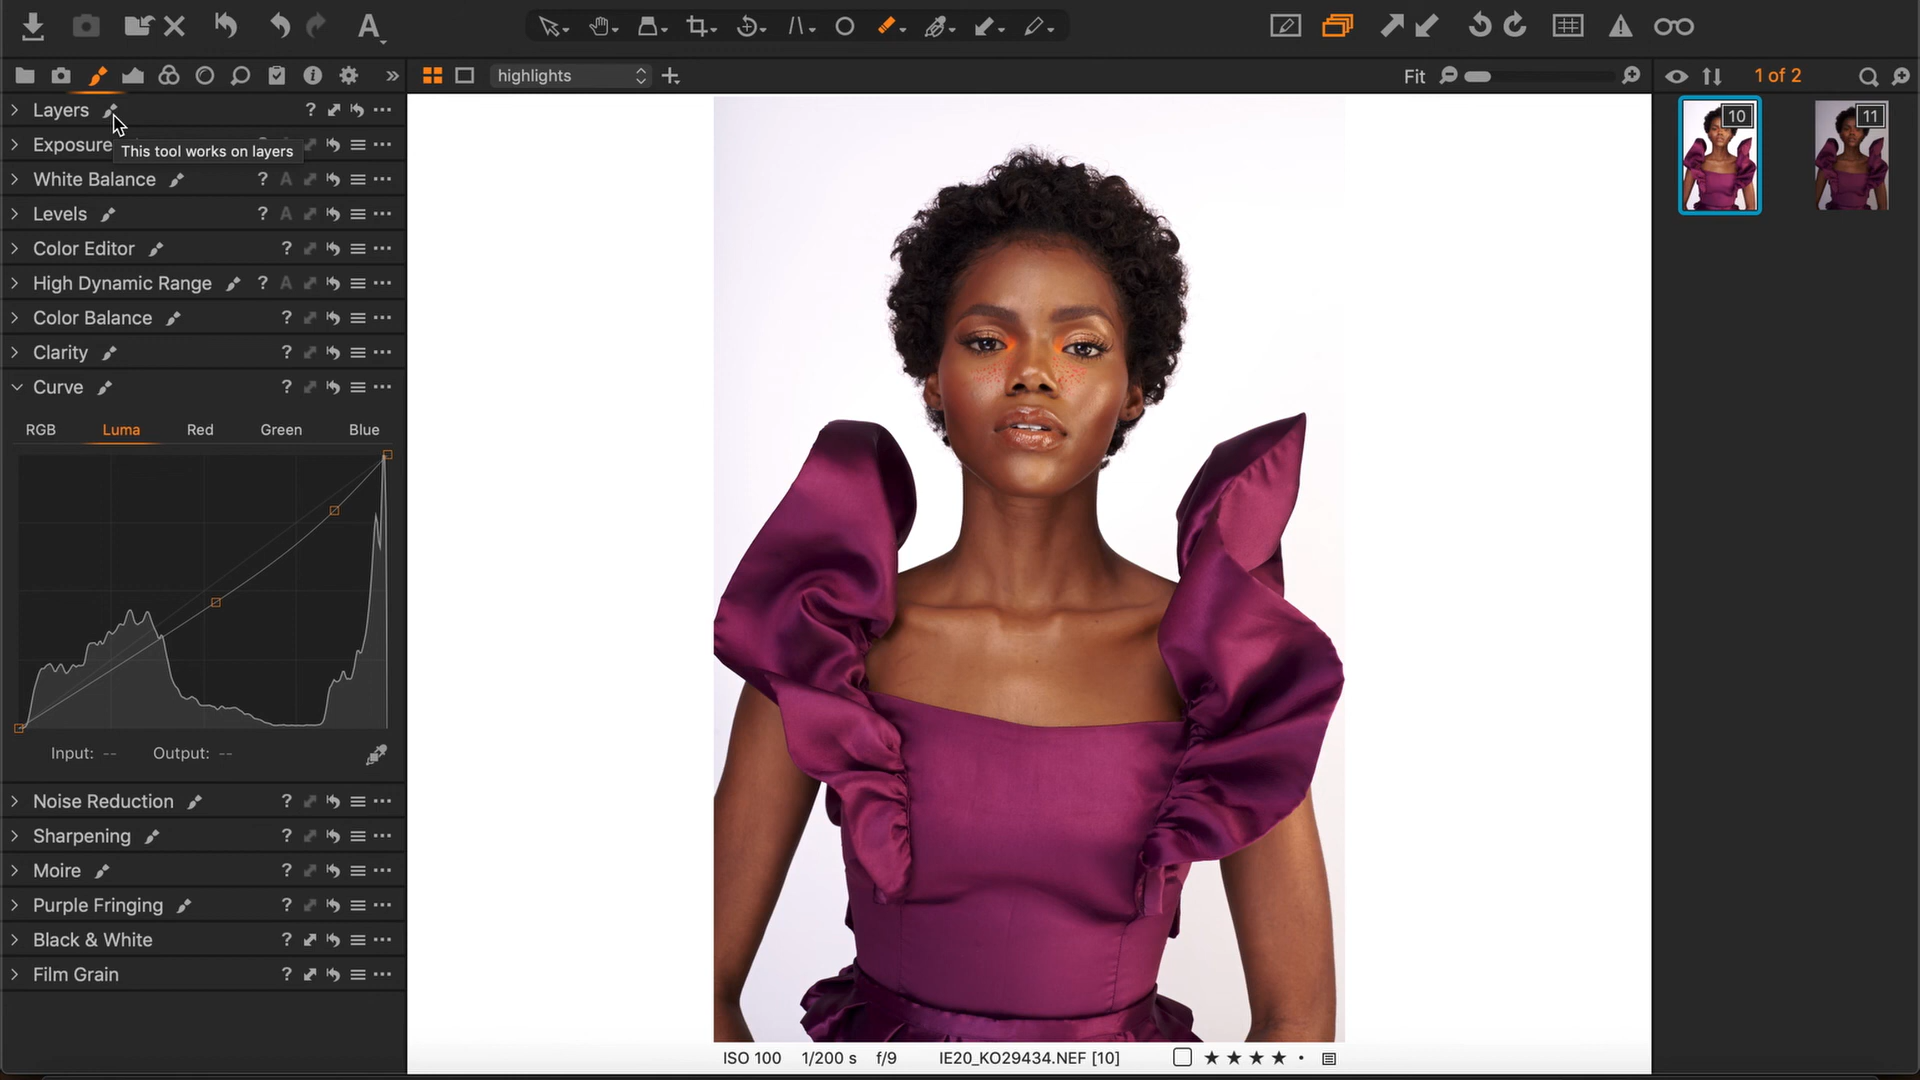 A
highlights
Fit
1 of 2
Layers
?
This tool works on layers
Exposure
White Balance
? A
Levels
? A
Color Editor
?
High Dynamic Range
? A
Color Balance
?
Clarity
?
Curve
?
RGB Luma Red Green Blue
Input: -- Output: --
Noise Reduction
?
Sharpening
?
Moire
?
Purple Fringing
?
Black & White
?
Film Grain
?
ISO 100 1/200 s f/9 IE20_KO29434.NEF [10]
10
11